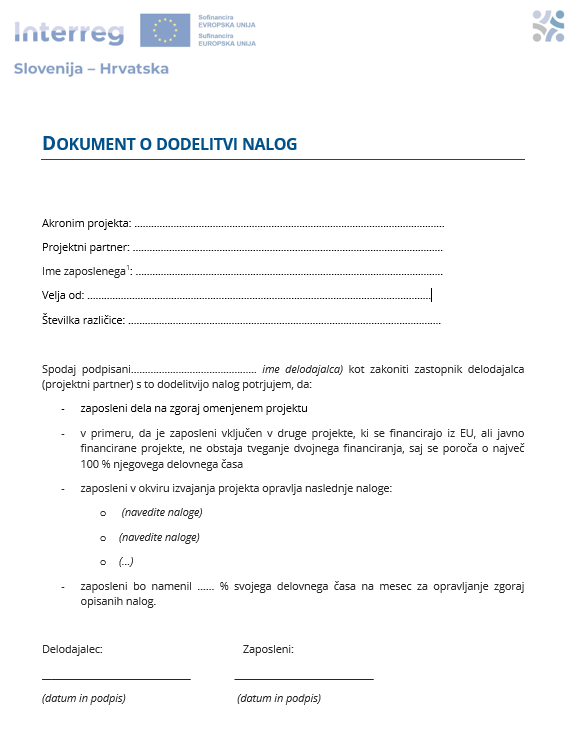 Interreg
Sofinancira
EVROPSKA UNIJA
Sufinancira
EUROPSKA UNIJA
Slovenija – Hrvatska
DOKUMENT O DODELITVI NALOG
Akronim projekta: ..............................................................................................................
Projektni partner: ..............................................................................................................
Ime zaposlenega¹: .............................................................................................................
Velja od: ..........................................................................................................................
Številka različice: ...............................................................................................................
Spodaj podpisani............................................ ime delodajalca) kot zakoniti zastopnik delodajalca
(projektni partner) s to dodelitvijo nalog potrjujem, da:
- zaposleni dela na zgoraj omenjenem projektu
- v primeru, da je zaposleni vključen v druge projekte, ki se financirajo iz EU, ali javno
financirane projekte, ne obstaja tveganje dvojnega financiranja, saj se poroča o največ
100 % njegovega delovnega časa
- zaposleni v okviru izvajanja projekta opravlja naslednje naloge:
o (navedite naloge)
o (navedite naloge)
o (...)
- zaposleni bo namenil ...... % svojega delovnega časa na mesec za opravljanje zgoraj
opisanih nalog.
Delodajalec: Zaposleni:
(datum in podpis) (datum in podpis)